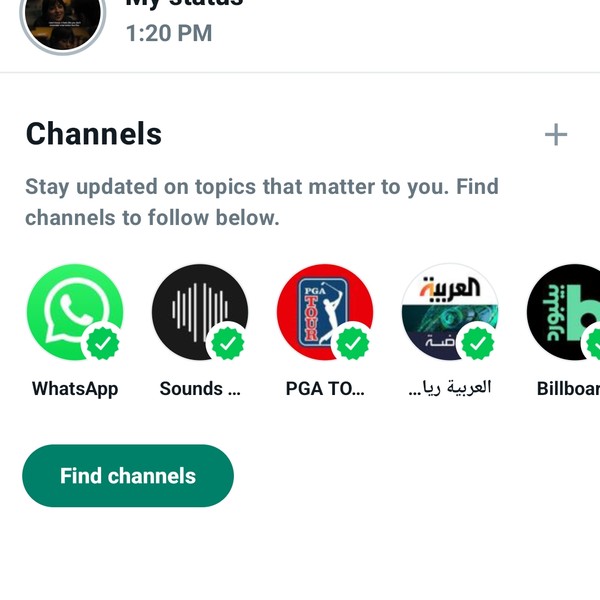 My status
1:20 PM
Channels
Stay updated on topics that matter to you. Find
channels to follow below.
PGA
TOUR
العربية
بيلبورد
b
WhatsApp
Sounds ...
PGA TO...
العربية ريا...
Billboar
Find channels